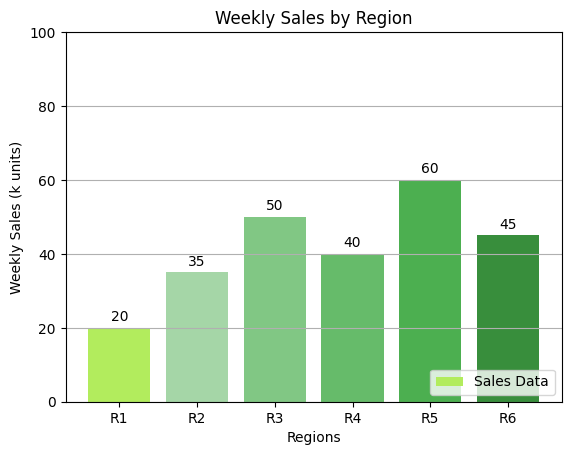 Weekly Sales by Region
Weekly Sales (k units)
100
80
60
40
20
0
20
35
50
40
60
45
Sales Data
R1 R2 R3 R4 R5 R6
Regions